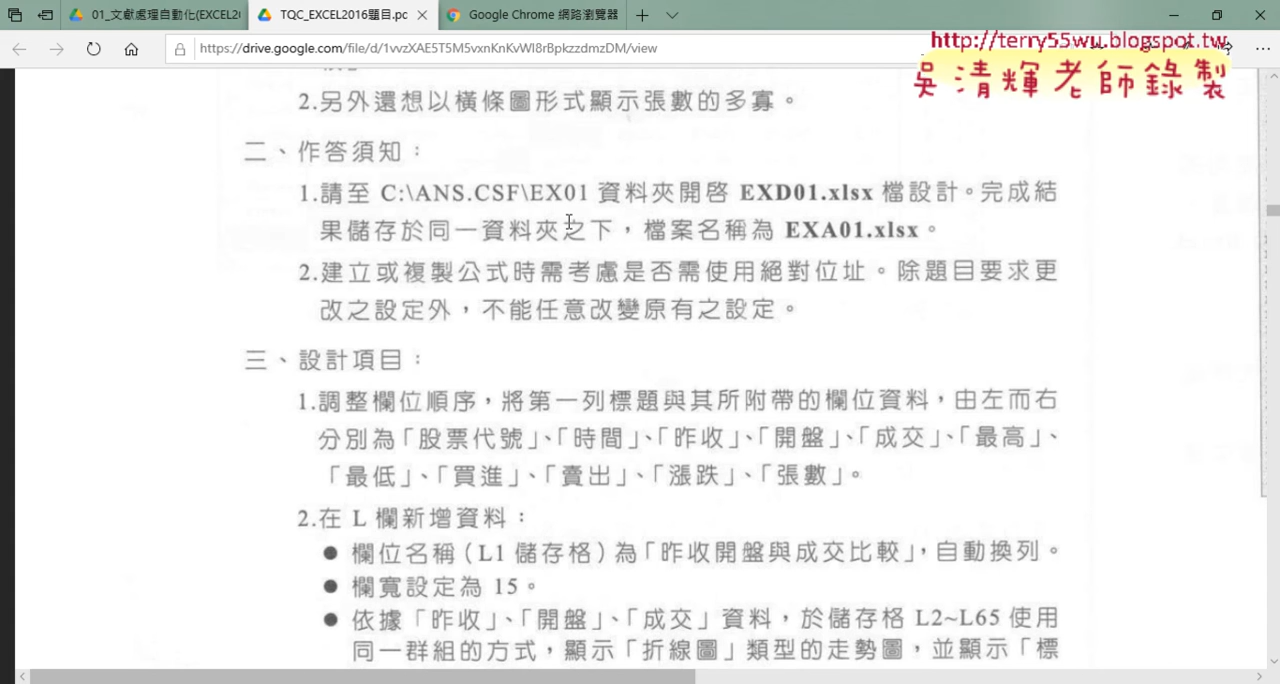 01_文獻處理自動化(EXCEL20
TQC_EXCEL2016題目.pc
Google Chrome 網路瀏覽器
https://drive.google.com/file/d/1vvzXAE5T5M5vxnKnKvWI8rBpkzzdmzDM/view
http://terry55wu.blogspot.tw
吳清輝老師錄製
2.另外還想以橫條圖形式顯示張數的多寡。
二、作答須知：
1.請至 C:\ANS.CSF\EX01 資料夾開啓 EXD01.xlsx 檔設計。完成結
果儲存於同一資料夾之下，檔案名稱為 EXA01.xlsx。
2.建立或複製公式時需考慮是否需使用絕對位址。除題目要求更
改之設定外，不能任意改變原有之設定。
三、設計項目：
1.調整欄位順序，將第一列標題與其所附帶的欄位資料，由左而右
分別為「股票代號」、「時間」、「昨收」、「開盤」、「成交」、「最高」、
「最低」、「買進」、「賣出」、「漲跌」、「張數」。
2.在 L 欄新增資料：
● 欄位名稱(L1 儲存格)為「昨收開盤與成交比較」，自動換列。
● 欄寬設定為 15。
● 依據「昨收」、「開盤」、「成交」資料，於儲存格 L2~L65 使用
同一群組的方式，顯示「折線圖」類型的走勢圖，並顯示「標